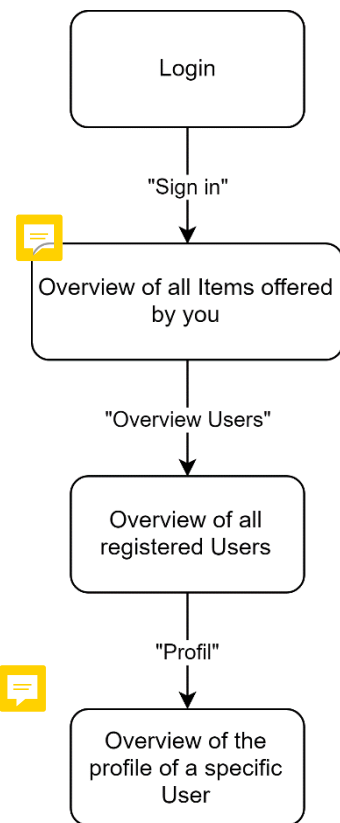 Login
"Sign in"
Overview of all Items offered
by you
"Overview Users"
Overview of all
registered Users
"Profil"
Overview of the
profile of a specific
User